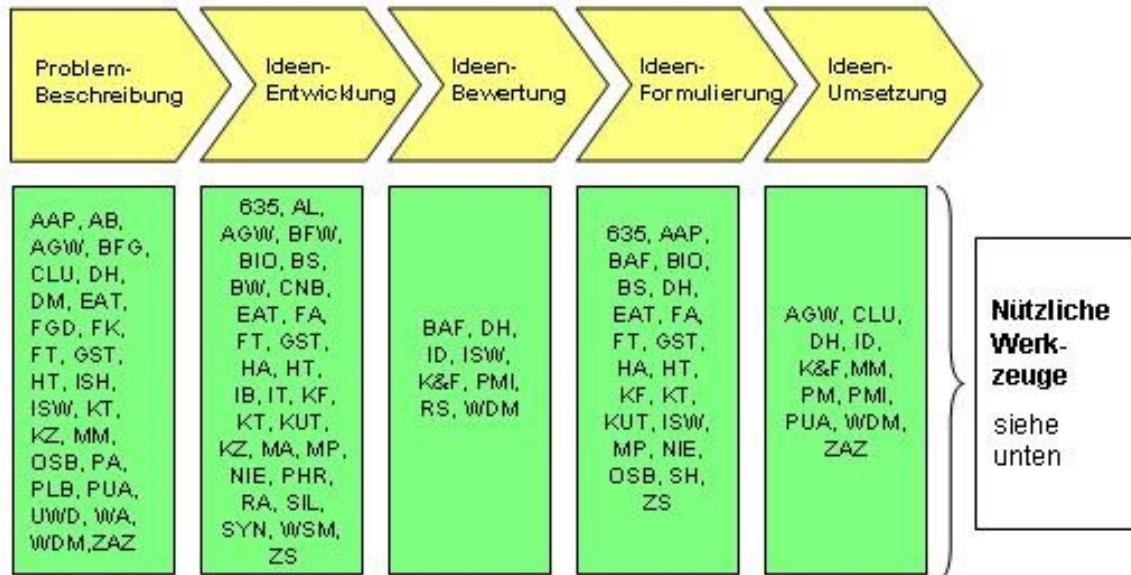 Problem-
Beschreibung
Ideen-
Entwicklung
Ideen-
Bewertung
Ideen-
Formulierung
Ideen-
Umsetzung
AAP, AB,
AGW, BFG,
CLU, DH,
DM, EAT,
FGD, FK,
FT, GST,
HT, ISH,
ISW, KT,
KZ, MM,
OSB, PA,
PLB, PUA,
UWD, WA,
WDM,ZAZ
635, AL,
AGW, BFW,
BIO, BS,
BW, CNB,
EAT, FA,
FT, GST,
HA, HT,
IB, IT, KF,
KT, KUT,
KZ, MA, MP,
NIE, PHR,
RA, SIL,
SYN, WSM,
ZS
BAF, DH,
ID, ISW,
K&F, PMI,
RS, WDM
635, AAP,
BAF, BIO,
BS, DH,
EAT, FA,
FT, GST,
HA, HT,
KF, KT,
KUT, ISW,
MP, NIE,
OSB, SH,
ZS
AGW, CLU,
DH, ID,
K&F,MM,
PM, PMI,
PUA, WDM,
ZAZ
Nützliche
Werk-
zeuge
siehe
unten